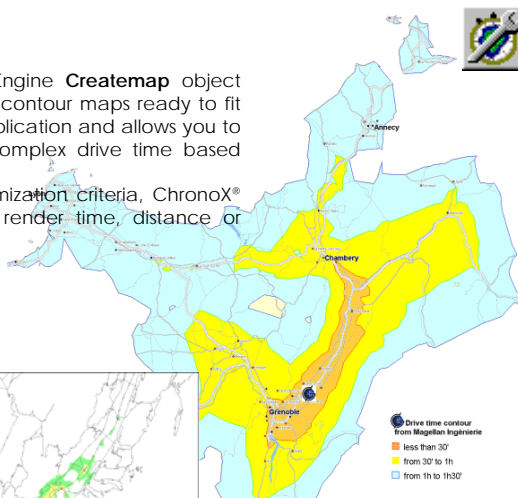 Engine Createmap object
contour maps ready to fit
plication and allows you to
omplex drive time based
mization criteria, ChronoX®
render time, distance or
Annecy
Chambery
Grenoble
Drive time contour
from Magellan Ingénierie
less than 30'
from 30' to 1h
from 1h to 1h30'